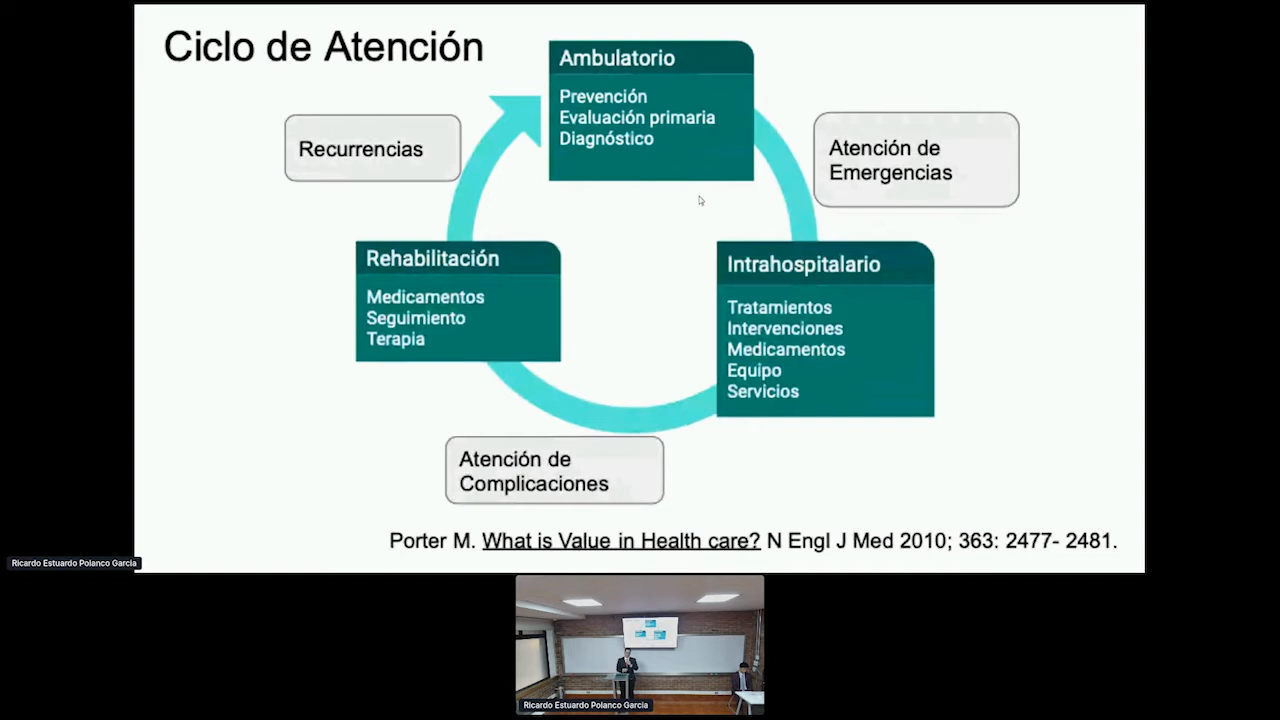 Ciclo de Atención
Ambulatorio
Prevención
Evaluación primaria
Diagnóstico
Recurrencias
Atención de
Emergencias
Rehabilitación
Medicamentos
Seguimiento
Terapia
Intrahospitalario
Tratamientos
Intervenciones
Medicamentos
Equipo
Servicios
Atención de
Complicaciones
Porter M. What is Value in Health care? N Engl J Med 2010; 363: 2477- 2481.
Ricardo Estuardo Polanco Garcia
Ricardo Estuardo Polanco Garcia